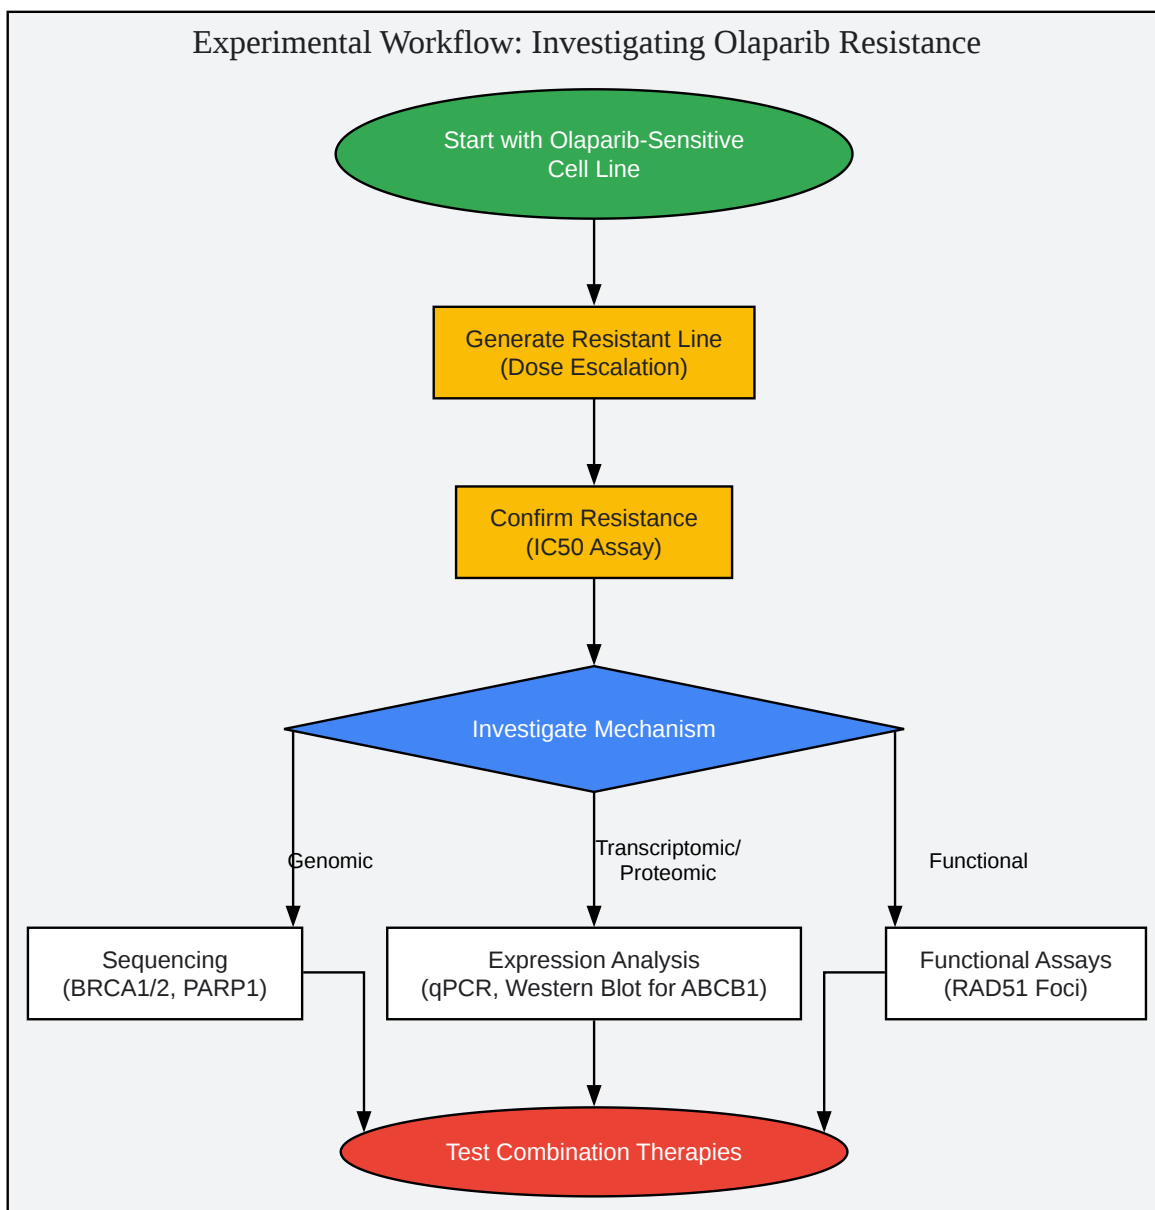 Experimental Workflow: Investigating Olaparib Resistance
Start with Olaparib-Sensitive
Cell Line
Generate Resistant Line
(Dose Escalation)
Confirm Resistance
(IC50 Assay)
Investigate Mechanism
Genomic
Transcriptomic/
Proteomic
Functional
Sequencing
(BRCA1/2, PARP1)
Expression Analysis
(qPCR, Western Blot for ABCB1)
Functional Assays
(RAD51 Foci)
Test Combination Therapies